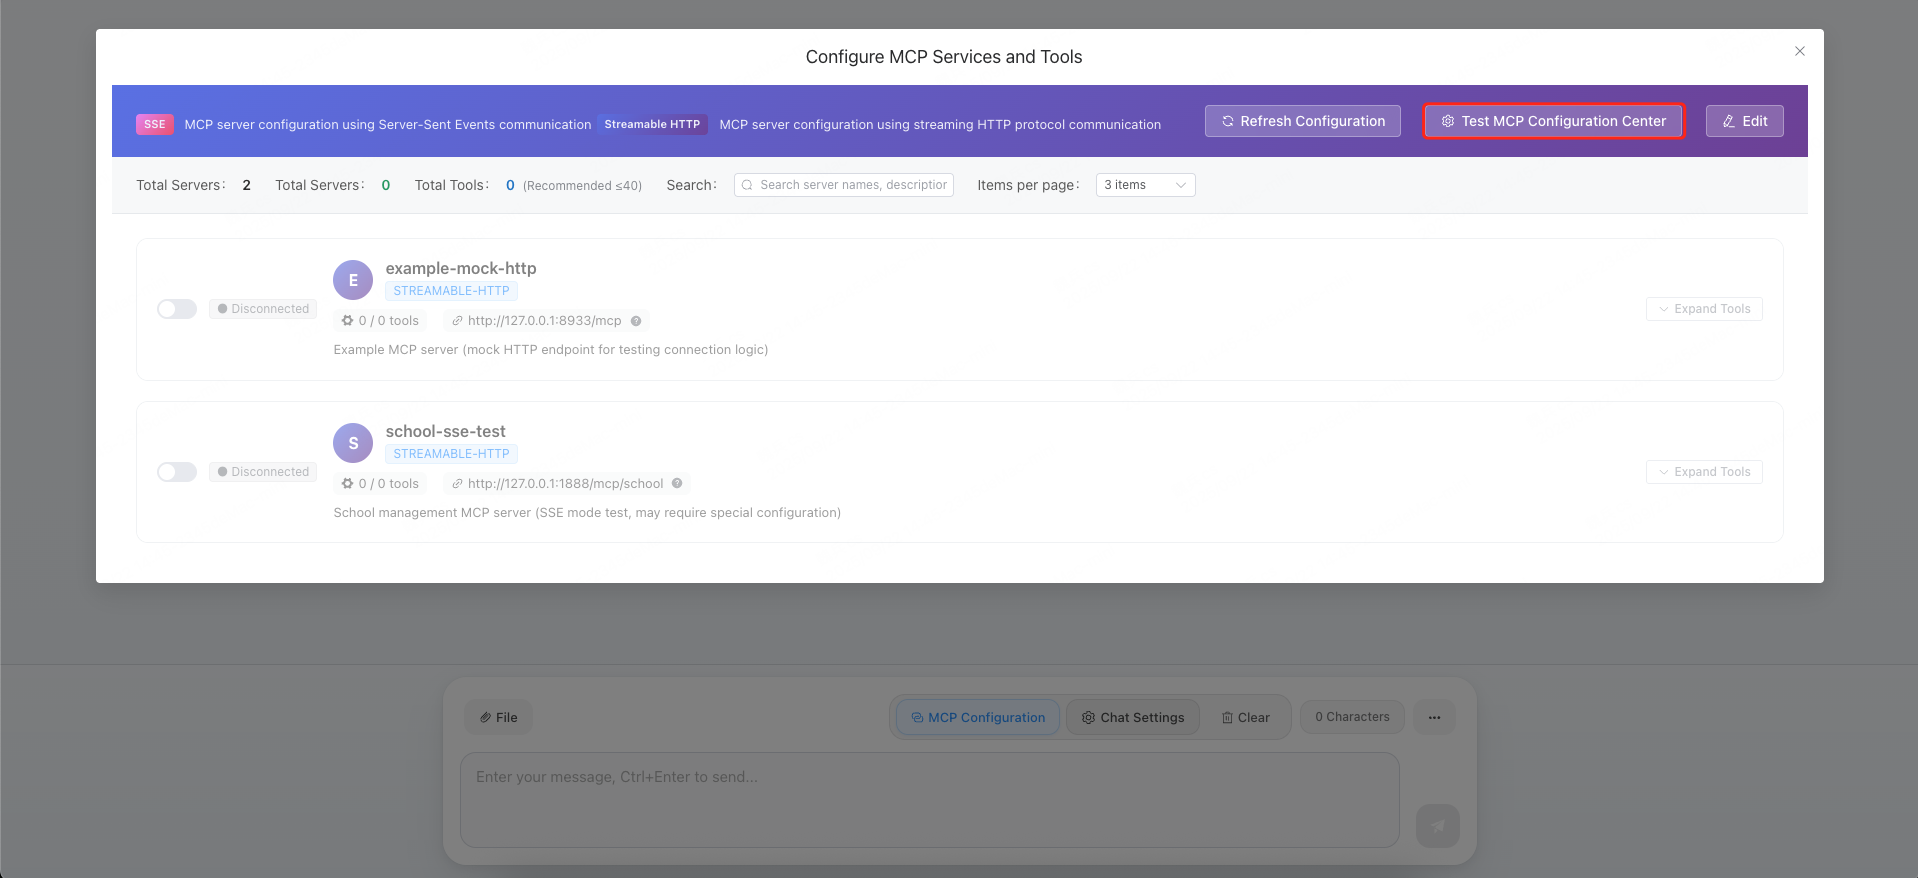 Configure MCP Services and Tools
SSE MCP server configuration using Server-Sent Events communication Streamable HTTP MCP server configuration using streaming HTTP protocol communication Refresh Configuration Test MCP Configuration Center Edit
Total Servers: 2 Total Servers: 0 Total Tools: 0 (Recommended ≤40) Search: Search server names, description Items per page: 3 items
E example-mock-http
STREAMABLE-HTTP
Disconnected Expand Tools
0 / 0 tools http://127.0.0.1:8933/mcp
Example MCP server (mock HTTP endpoint for testing connection logic)
S school-sse-test
STREAMABLE-HTTP
Disconnected Expand Tools
0 / 0 tools http://127.0.0.1:1888/mcp/school
School management MCP server (SSE mode test, may require special configuration)
File MCP Configuration Chat Settings Clear 0 Characters ...
Enter your message, Ctrl+Enter to send...